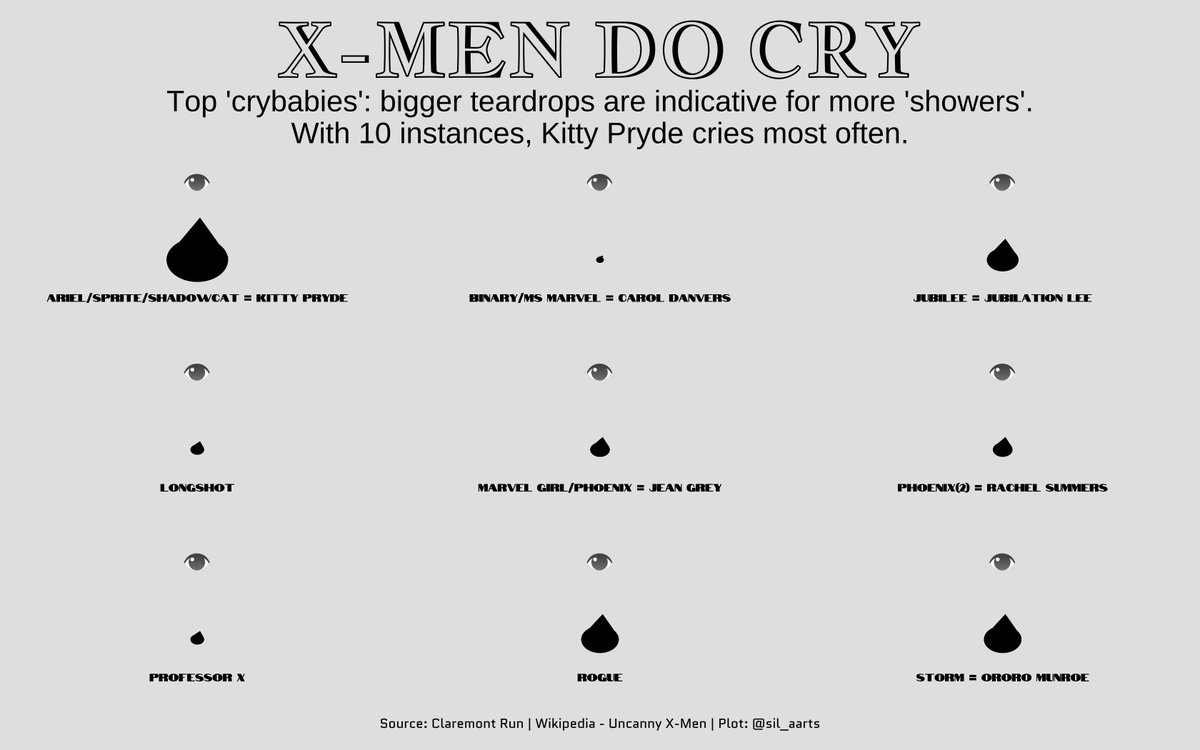 X-MEN DO CRY
Top 'crybabies': bigger teardrops are indicative for more 'showers'.
With 10 instances, Kitty Pryde cries most often.
ARIEL/SPRITE/SHADOWCAT = KITTY PRYDE
BINARY/MS MARVEL = CAROL DANVERS
JUBILEE = JUBILATION LEE
LONGSHOT
MARVEL GIRL/PHOENIX = JEAN GREY
PHOENIX(2) = RACHEL SUMMERS
PROFESSOR X
ROGUE
STORM = ORORO MUNROE
Source: Claremont Run | Wikipedia - Uncanny X-Men | Plot: @sil_aarts